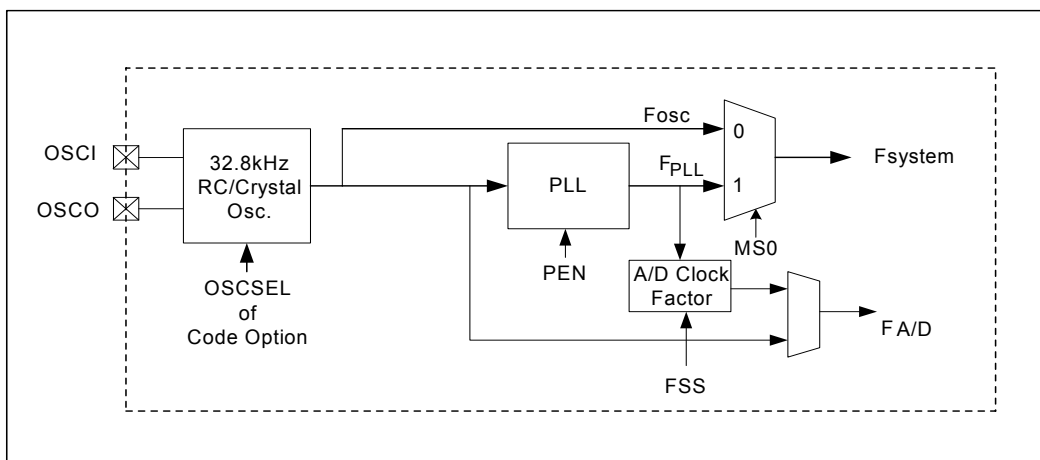 OSCI
OSCO
32.8kHz
RC/Crystal
Osc.
OSCSEL
of
Code Option
Fosc
PLL
FPLL
PEN
0
1
MS0
Fsystem
A/D Clock
Factor
FSS
F A/D